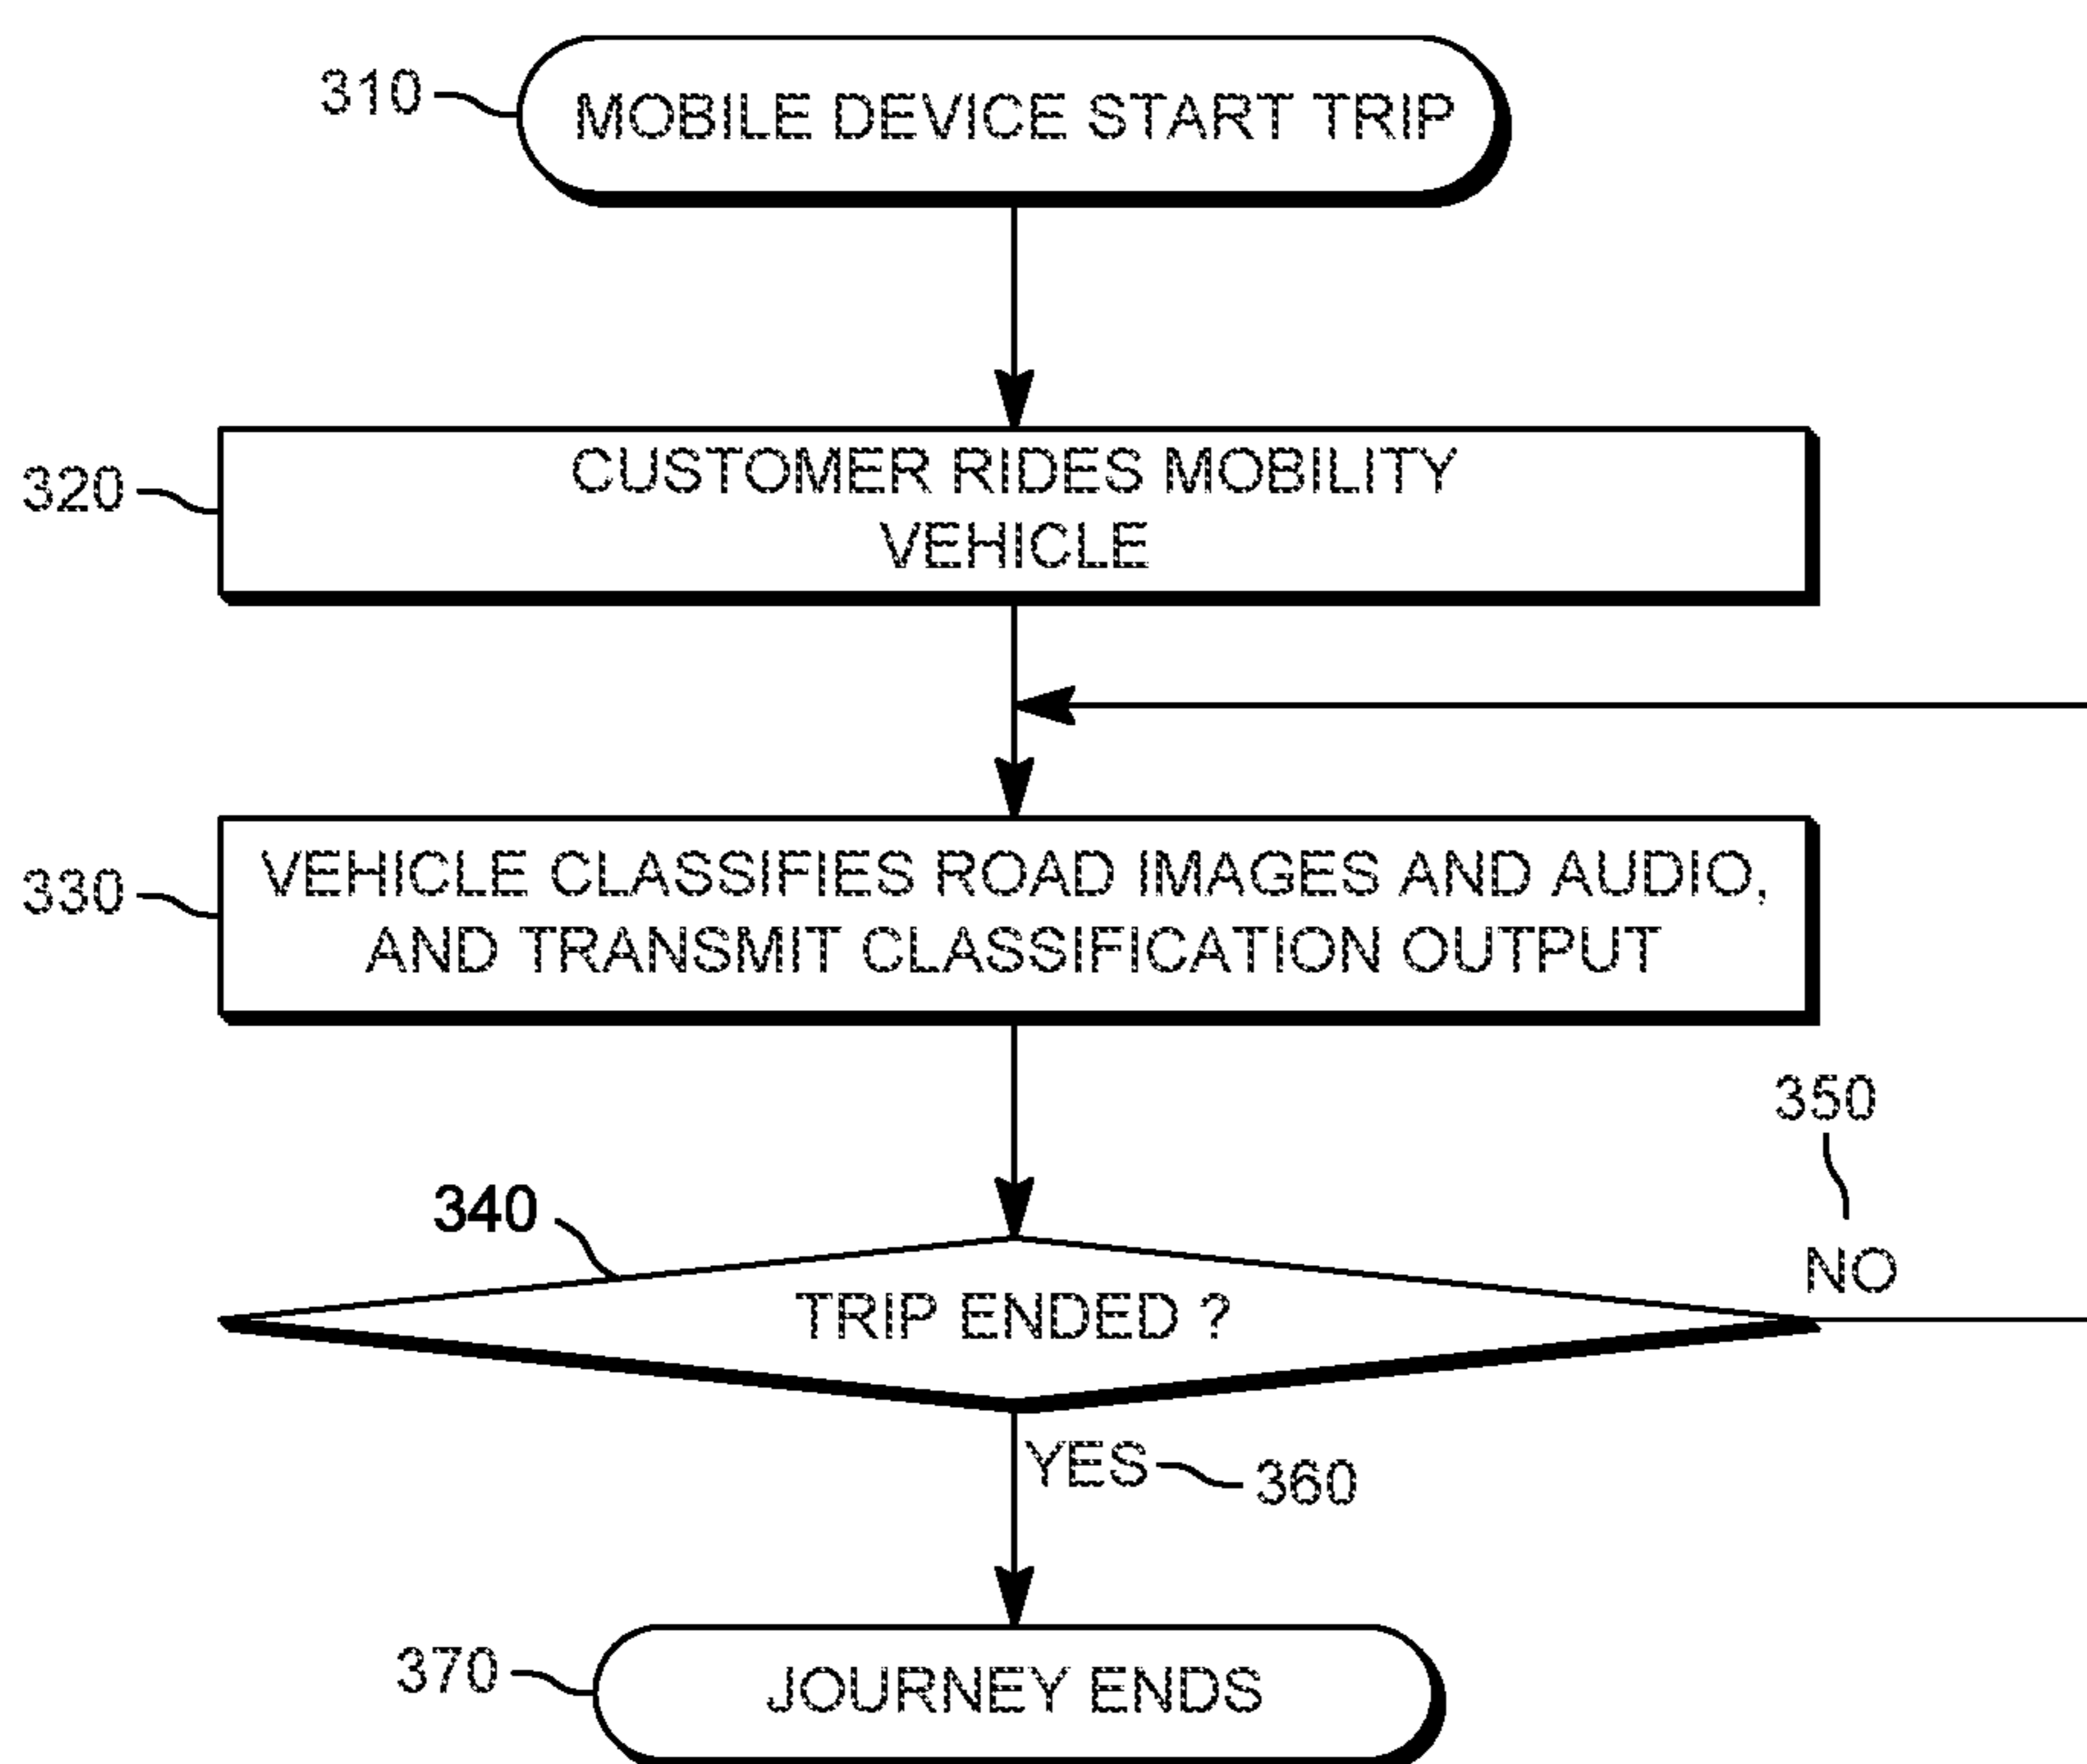 310
MOBILE DEVICE START TRIP
320
CUSTOMER RIDES MOBILITY
VEHICLE
330
VEHICLE CLASSIFIES ROAD IMAGES AND AUDIO,
AND TRANSMIT CLASSIFICATION OUTPUT
350
340
NO
TRIP ENDED ?
YES
360
370
JOURNEY ENDS